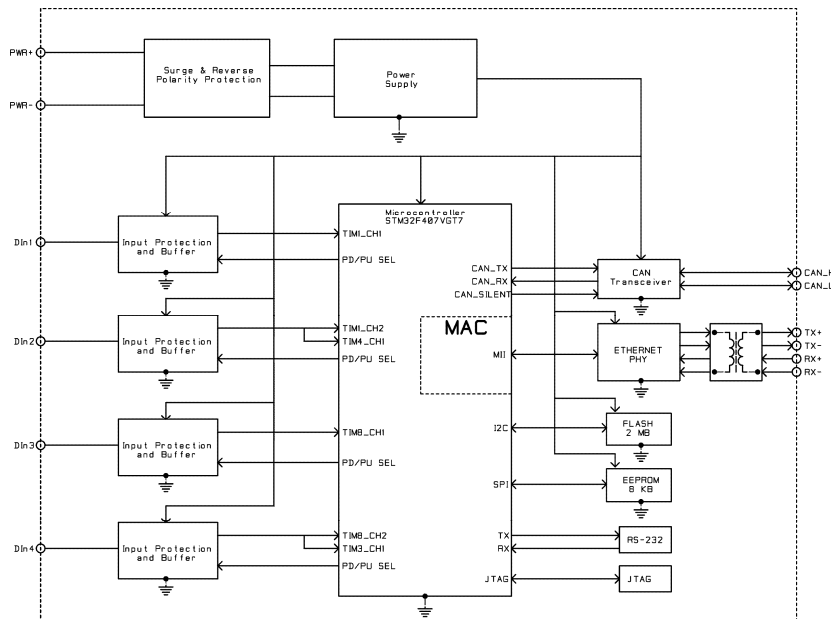 PWR+
PWR-
Surge & Reverse
Polarity Protection
Power
Supply
Microcontroller
STM32F407VGT7
DIn1
Input Protection
and Buffer
TIM1_CH1
PD/PU SEL
CAN_TX
CAN_RX
CAN_SILENT
CAN
Transceiver
CAN_H
CAN_L
DIn2
Input Protection
and Buffer
TIM1_CH2
TIM4_CH1
PD/PU SEL
MAC
MII
ETHERNET
PHY
TX+
TX-
RX+
RX-
DIn3
Input Protection
and Buffer
TIM8_CH1
PD/PU SEL
I2C
FLASH
2 MB
SPI
EEPROM
8 KB
DIn4
Input Protection
and Buffer
TIM8_CH2
TIM3_CH1
PD/PU SEL
TX
RX
RS-232
JTAG
JTAG